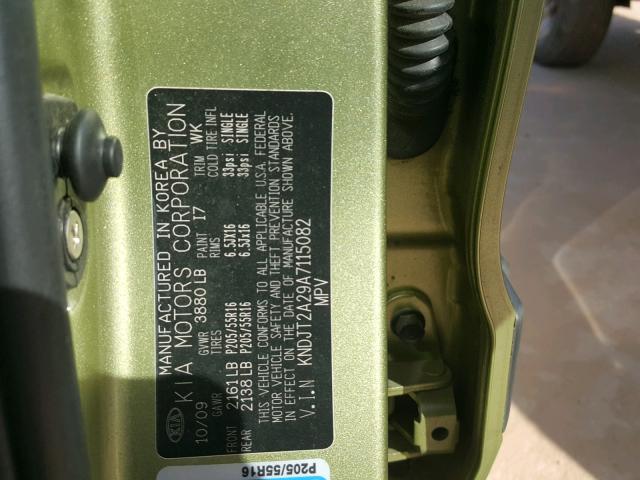 MANUFACTURED IN KOREA BY
KIA KIA MOTORS CORPORATION
10/09 GVWR 3880 LB PAINT I7 TRIM WK
GAWR TIRES RIMS COLD TIRE INFL
FRONT 2161 LB P205/55R16 6.5JX16 33psi SINGLE
REAR 2138 LB P205/55R16 6.5JX16 33psi SINGLE
THIS VEHICLE CONFORMS TO ALL APPLICABLE U.S.A. FEDERAL
MOTOR VEHICLE SAFETY AND THEFT PREVENTION STANDARDS
IN EFFECT ON THE DATE OF MANUFACTURE SHOWN ABOVE.
V.I.N KNDJT2A29A7115082
MPV
P205/55R16